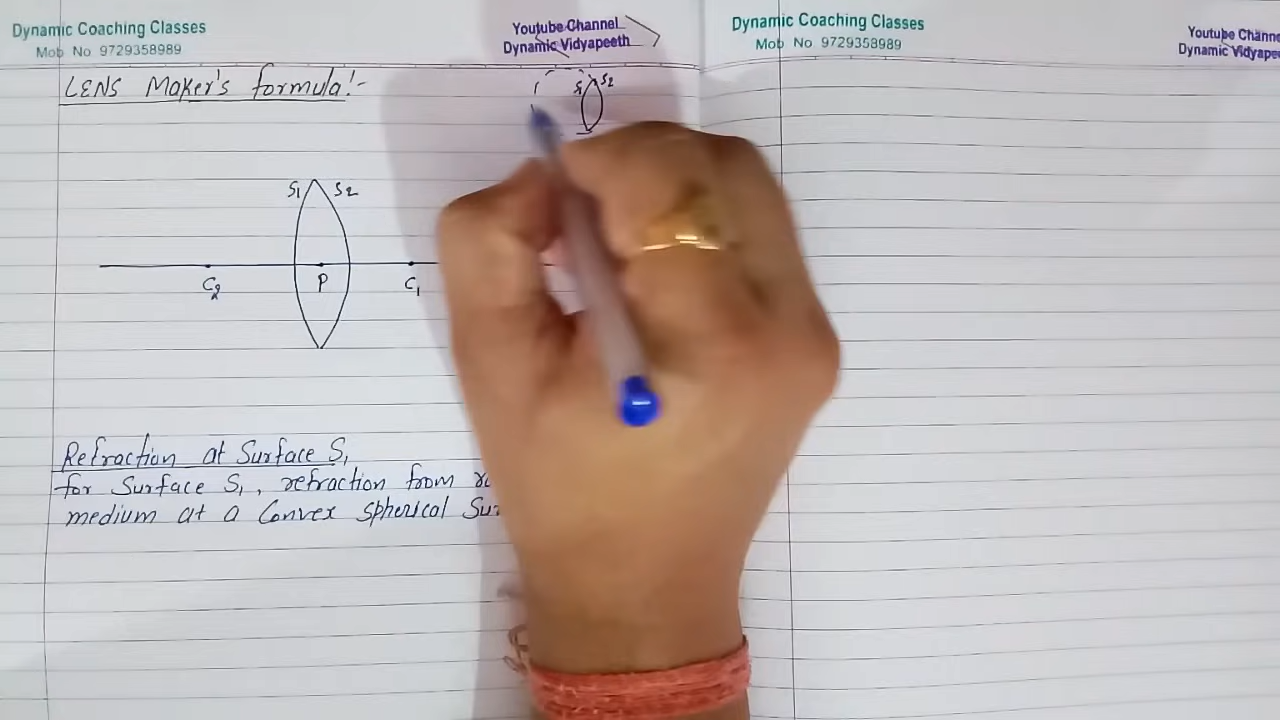 Dynamic Coaching Classes
Mob No 9729358989
Youtube Channel
Dynamic Vidyapeeth
Dynamic Coaching Classes
Mob No 9729358989
Youtube
Dynamic
LENS Maker's formula:-
S1 S2
S1 S2
C2 P C1
Refraction at Surface S1
for Surface S1, refraction from
medium at a Convex Spherical